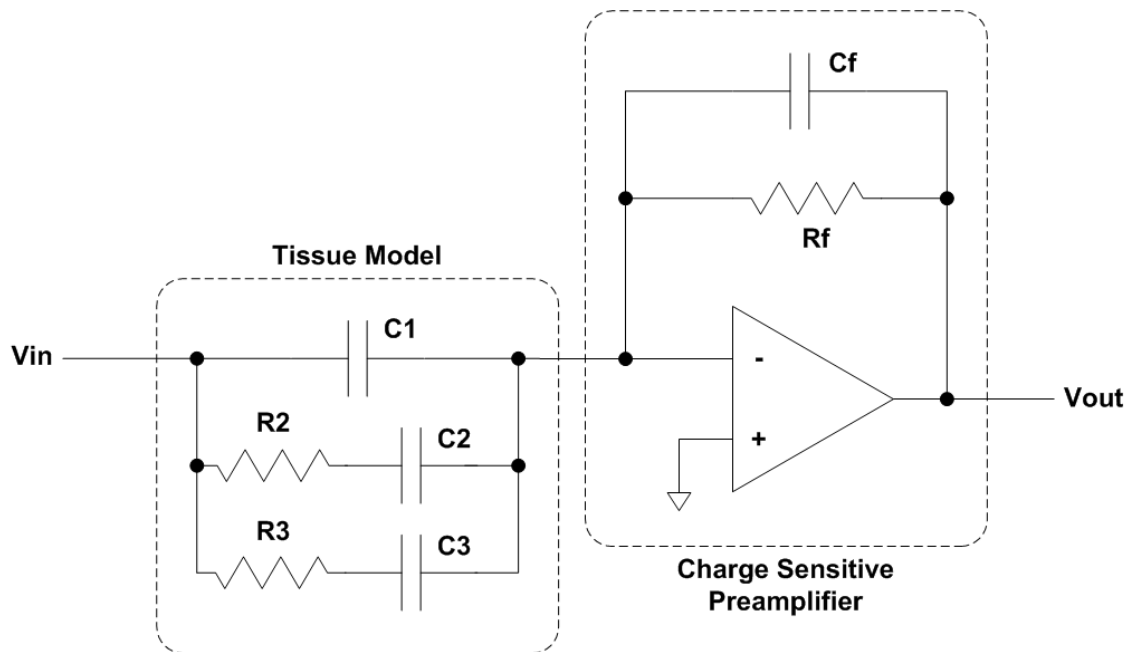 Cf
Rf
Tissue Model
C1
Vin
-
+
Vout
R2
C2
R3
C3
Charge Sensitive
Preamplifier